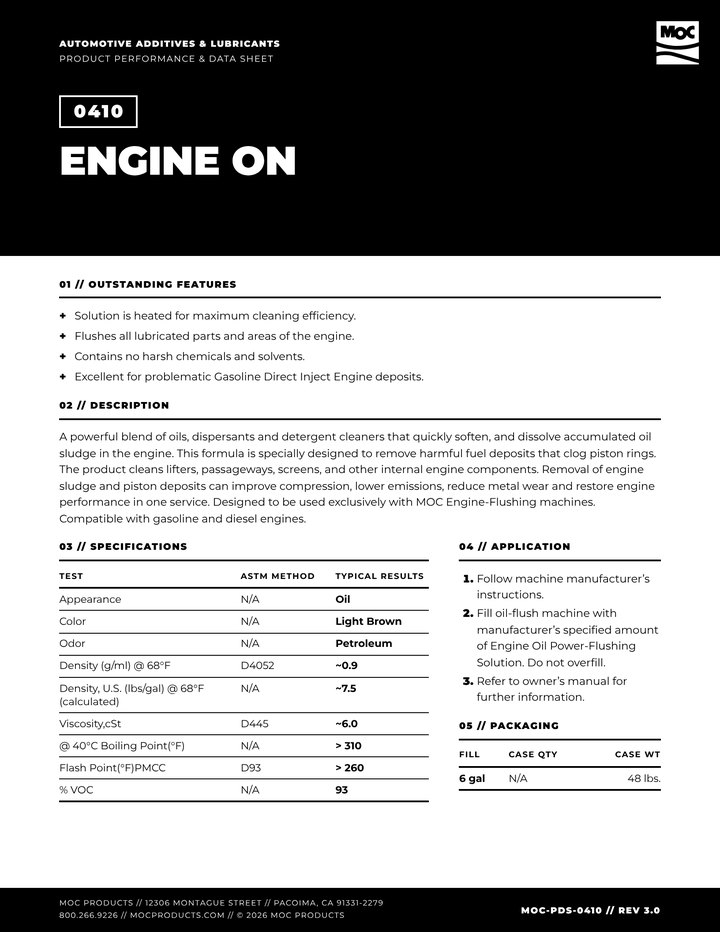 AUTOMOTIVE ADDITIVES & LUBRICANTS
PRODUCT PERFORMANCE & DATA SHEET
MOC
0410
ENGINE ON
01 // OUTSTANDING FEATURES
+ Solution is heated for maximum cleaning efficiency.
+ Flushes all lubricated parts and areas of the engine.
+ Contains no harsh chemicals and solvents.
+ Excellent for problematic Gasoline Direct Inject Engine deposits.
02 // DESCRIPTION
A powerful blend of oils, dispersants and detergent cleaners that quickly soften, and dissolve accumulated oil
sludge in the engine. This formula is specially designed to remove harmful fuel deposits that clog piston rings.
The product cleans lifters, passageways, screens, and other internal engine components. Removal of engine
sludge and piston deposits can improve compression, lower emissions, reduce metal wear and restore engine
performance in one service. Designed to be used exclusively with MOC Engine-Flushing machines.
Compatible with gasoline and diesel engines.
03 // SPECIFICATIONS
TEST ASTM METHOD TYPICAL RESULTS
Appearance N/A Oil
Color N/A Light Brown
Odor N/A Petroleum
Density (g/ml) @ 68°F D4052 ~0.9
Density, U.S. (lbs/gal) @ 68°F N/A ~7.5
(calculated)
Viscosity,cSt D445 ~6.0
@ 40°C Boiling Point(°F) N/A > 310
Flash Point(°F)PMCC D93 > 260
% VOC N/A 93
04 // APPLICATION
1. Follow machine manufacturer's
instructions.
2. Fill oil-flush machine with
manufacturer's specified amount
of Engine Oil Power-Flushing
Solution. Do not overfill.
3. Refer to owner's manual for
further information.
05 // PACKAGING
FILL CASE QTY CASE WT
6 gal N/A 48 lbs.
MOC PRODUCTS // 12306 MONTAGUE STREET // PACOIMA, CA 91331-2279
800.266.9226 // MOCPRODUCTS.COM // © 2026 MOC PRODUCTS
MOC-PDS-0410 // REV 3.0